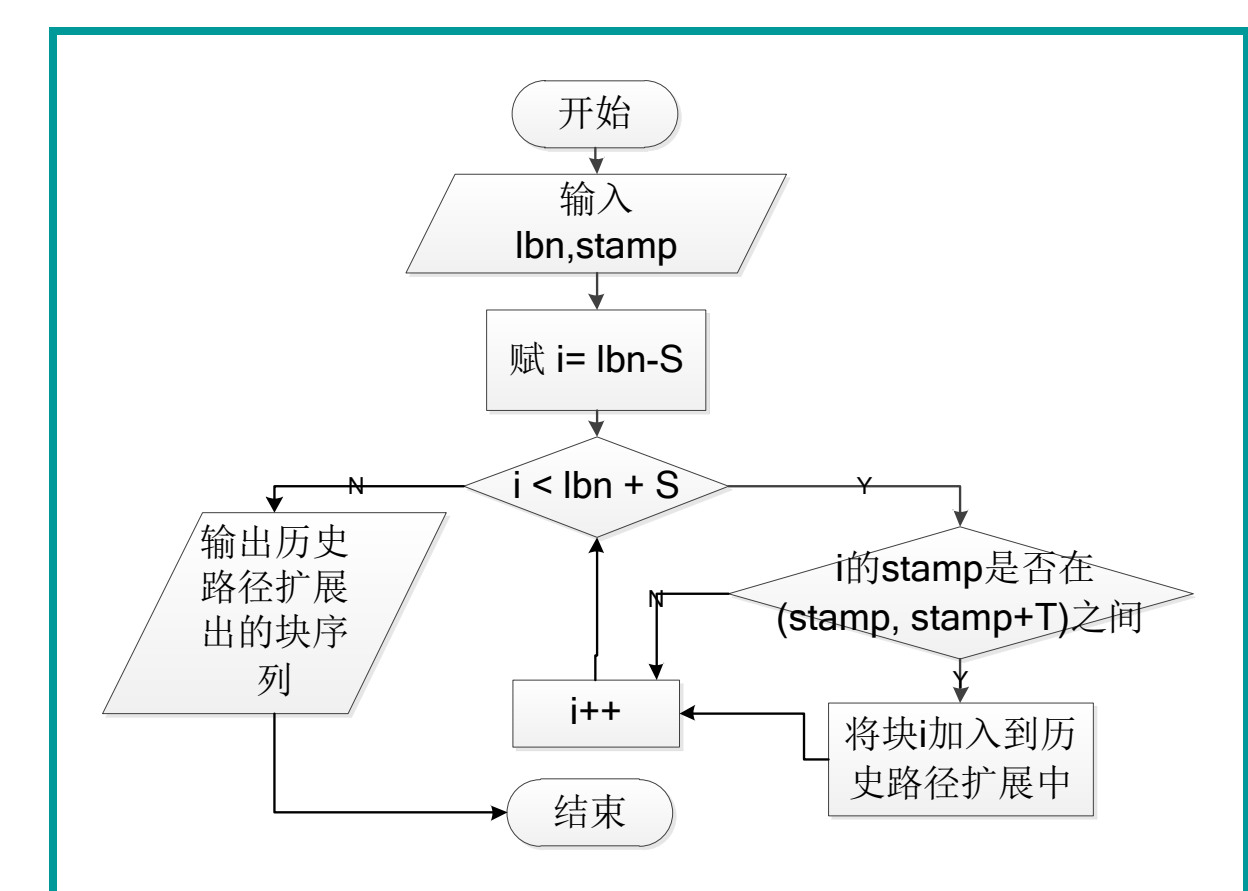 开始
输入
lbn,stamp
赋 i= lbn-S
i < lbn + S
N
Y
输出历史
路径扩展
出的块序
列
i的stamp是否在
(stamp, stamp+T)之间
N
Y
i++
将块i加入到历
史路径扩展中
结束